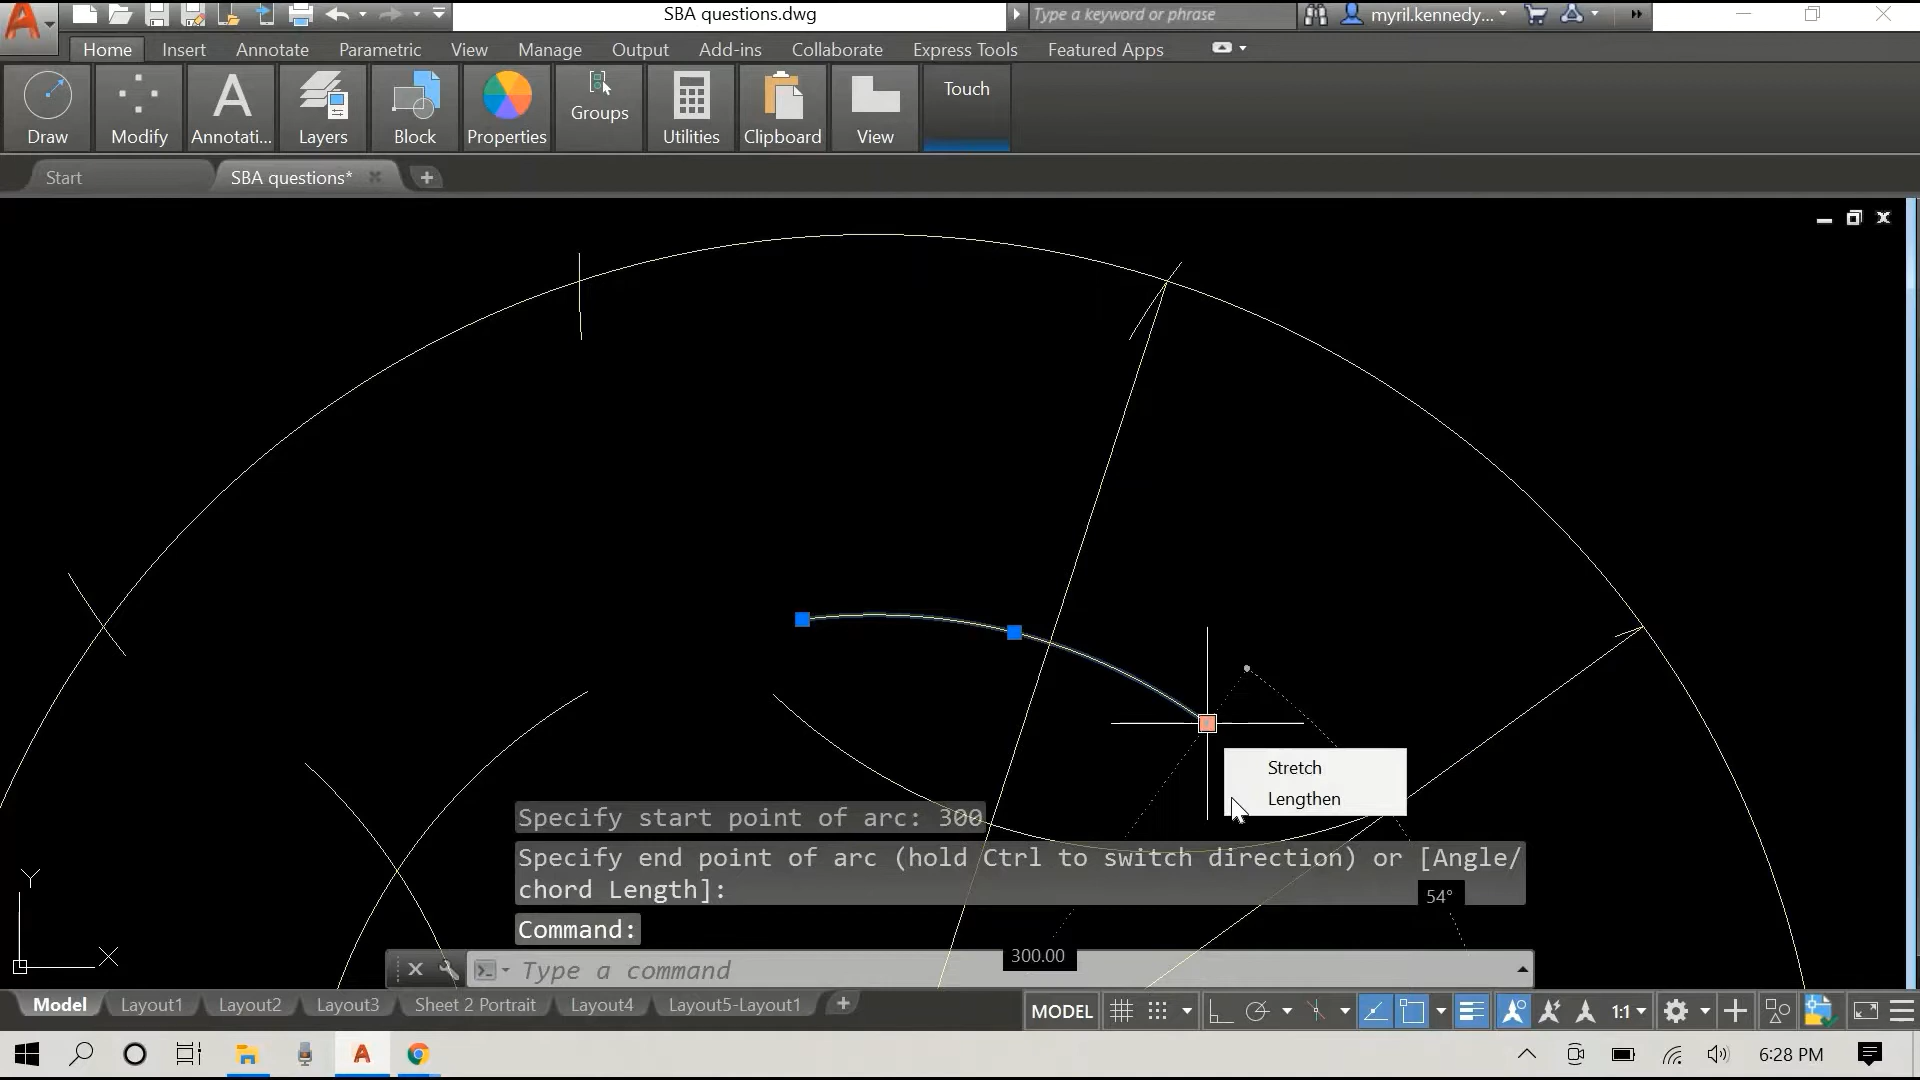 SBA questions.dwg
Type a keyword or phrase
myril.kennedy...
Home Insert Annotate Parametric View Manage Output Add-ins Collaborate Express Tools Featured Apps
Draw Modify Annotati... Layers Block Properties Groups Utilities Clipboard View Touch
Start SBA questions*
Stretch
Lengthen
Specify start point of arc: 300
Specify end point of arc (hold Ctrl to switch direction) or [Angle/
chord Length]:
54°
Command:
300.00
Type a command
Y
X
Model Layout1 Layout2 Layout3 Sheet 2 Portrait Layout4 Layout5-Layout1
MODEL 1:1
6:28 PM